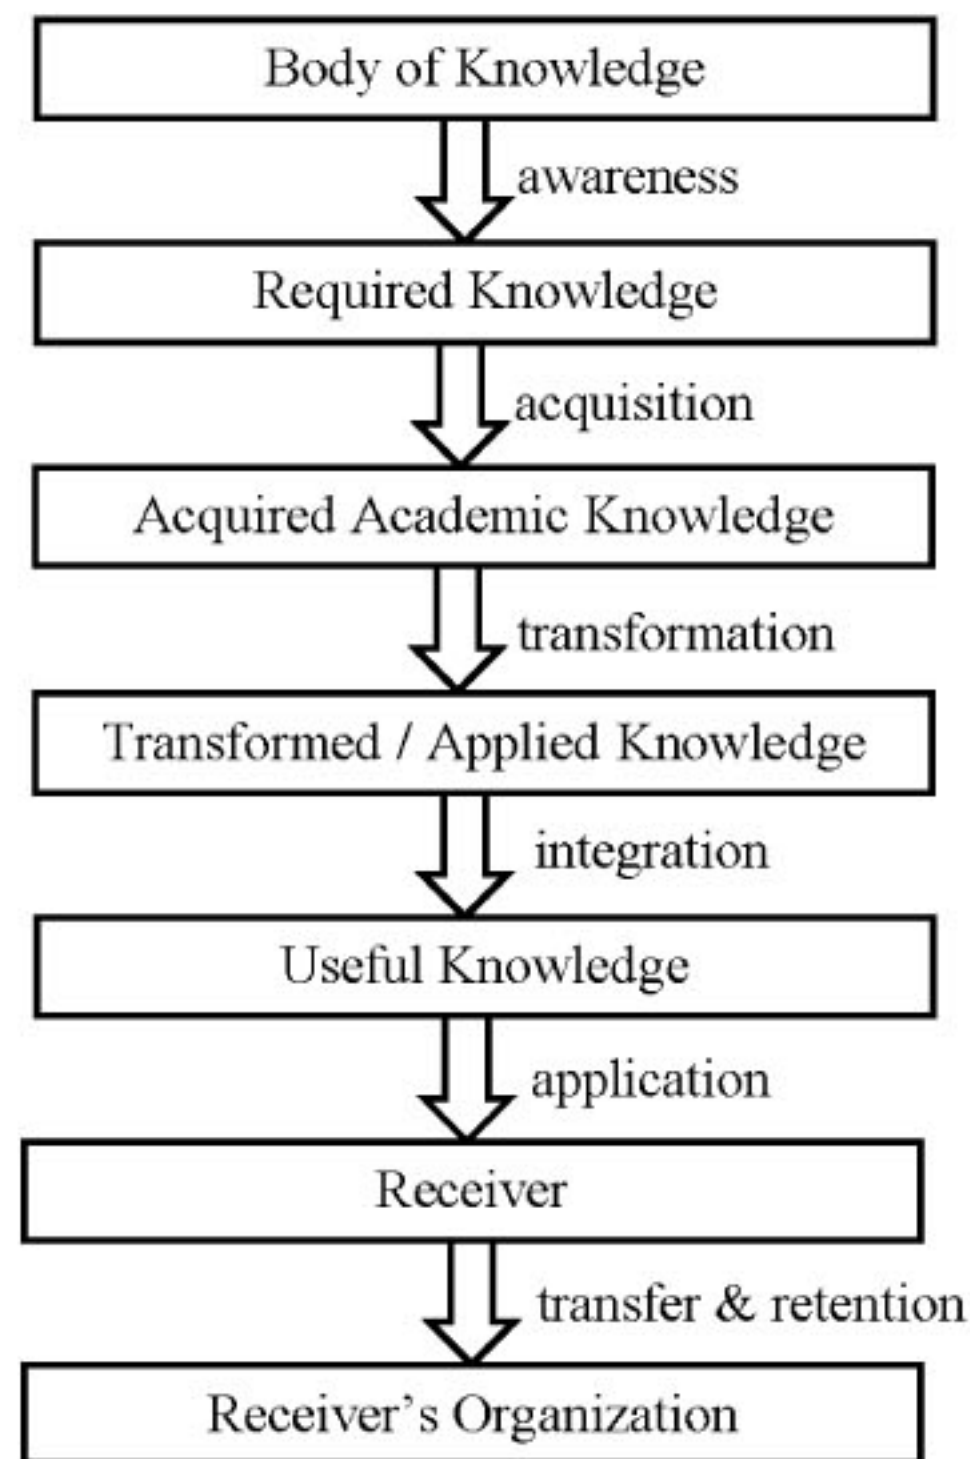 Body of Knowledge
awareness
Required Knowledge
acquisition
Acquired Academic Knowledge
transformation
Transformed / Applied Knowledge
integration
Useful Knowledge
application
Receiver
transfer & retention
Receiver’s Organization